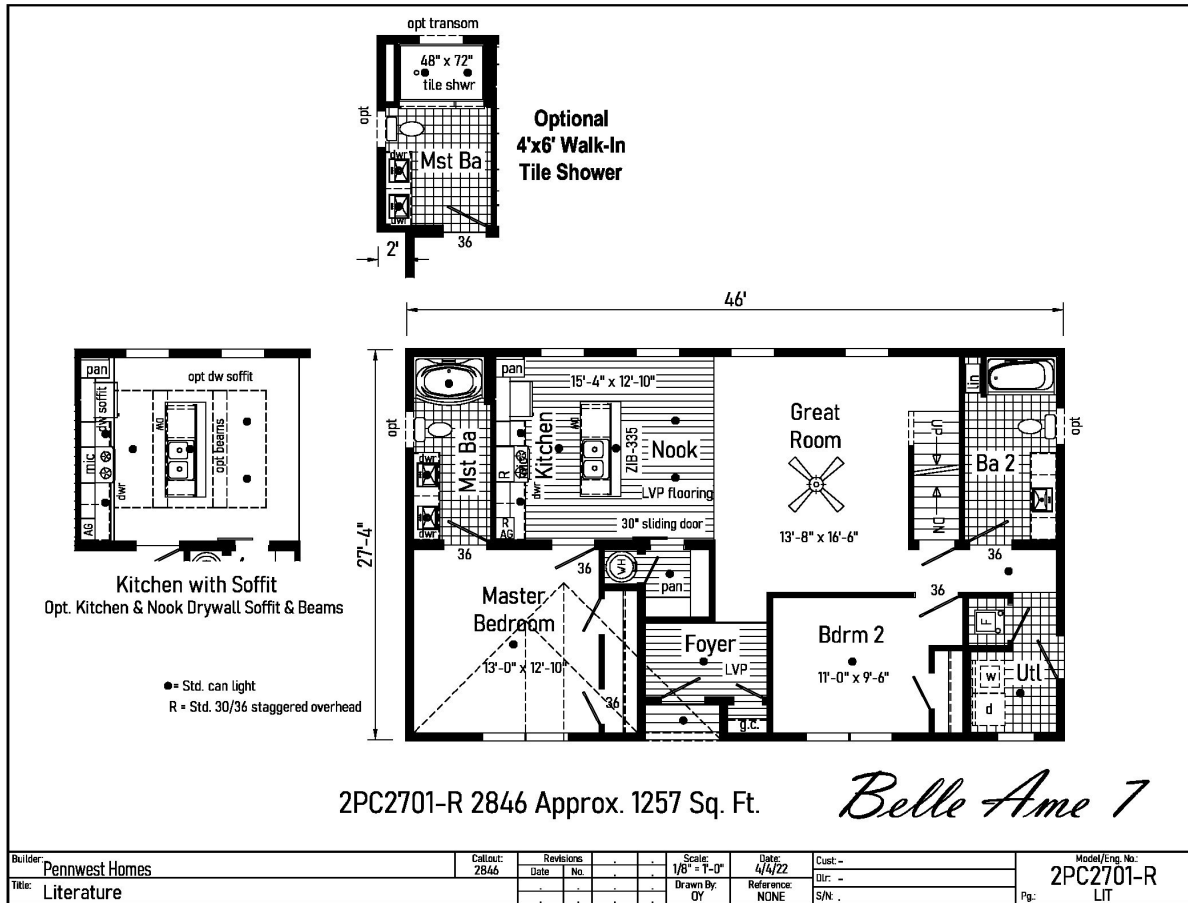 opt transom
48" x 72"
tile shwr
opt
dwr
Mst Ba
dwr
36
2'
Optional
4'x6' Walk-In
Tile Shower
46'
27'-4"
pan
opt dw soffit
dw soffit
DW
mic
opt beams
dwr
AG
Kitchen with Soffit
Opt. Kitchen & Nook Drywall Soffit & Beams
●= Std. can light
R = Std. 30/36 staggered overhead
opt
Mst Ba
dwr
dwr
36
pan
15'-4" x 12'-10"
Kitchen
DW
R
dwr
R
AG
ZIB-335
Nook
LVP flooring
30" sliding door
Great
Room
13'-8" x 16'-6"
UP
DN
lin
Ba 2
opt
36
36
36
WH
pan
Master
Bedroom
13'-0" x 12'-10"
36
Foyer
LVP
g.c.
Bdrm 2
11'-0" x 9'-6"
F
W
d
Utl
2PC2701-R 2846 Approx. 1257 Sq. Ft.
Belle Ame 7
Builder: Pennwest Homes
Title: Literature
Callout: 2846
Revisions
Date No.
Scale: 1/8" = 1'-0"
Date: 4/4/22
Drawn By: OY
Reference: NONE
Cust: -
Dlr: -
S/N: .
Model/Eng. No.:
2PC2701-R
Pg.: LIT